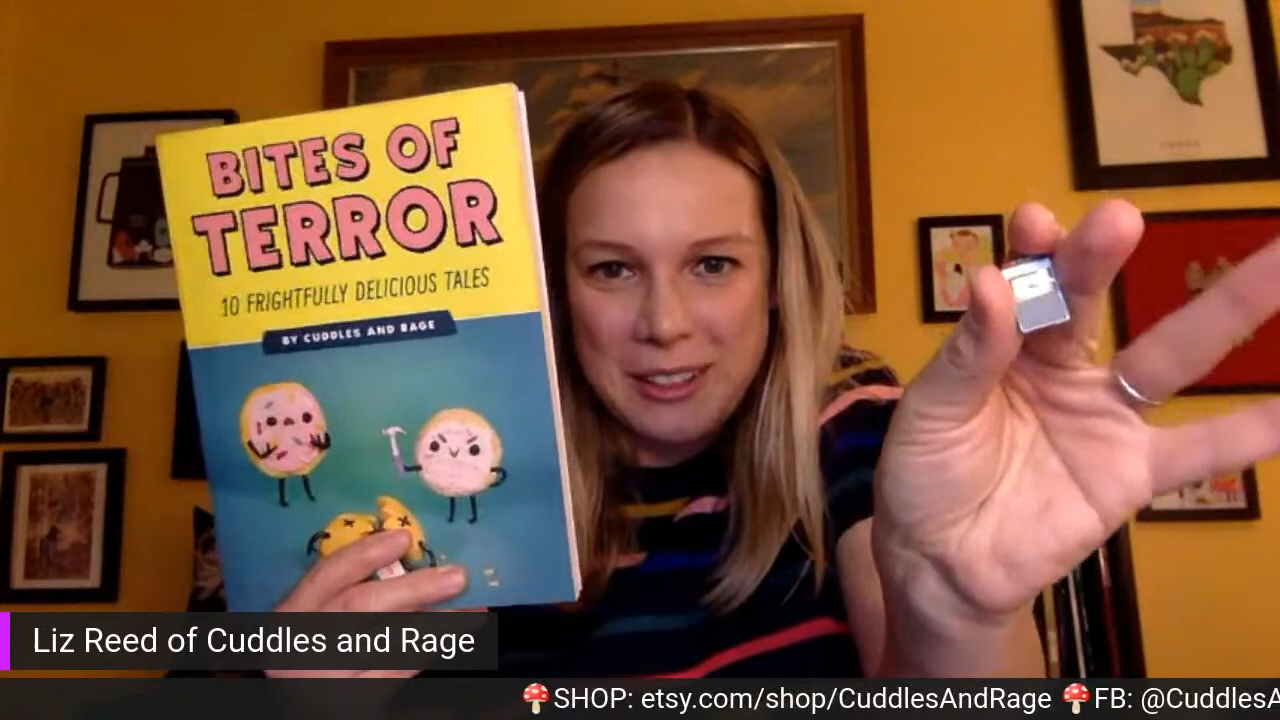 BITES OF
TERROR
10 FRIGHTFULLY DELICIOUS TALES
BY CUDDLES AND RAGE
Liz Reed of Cuddles and Rage
🍄SHOP: etsy.com/shop/CuddlesAndRage 🍄FB: @CuddlesA